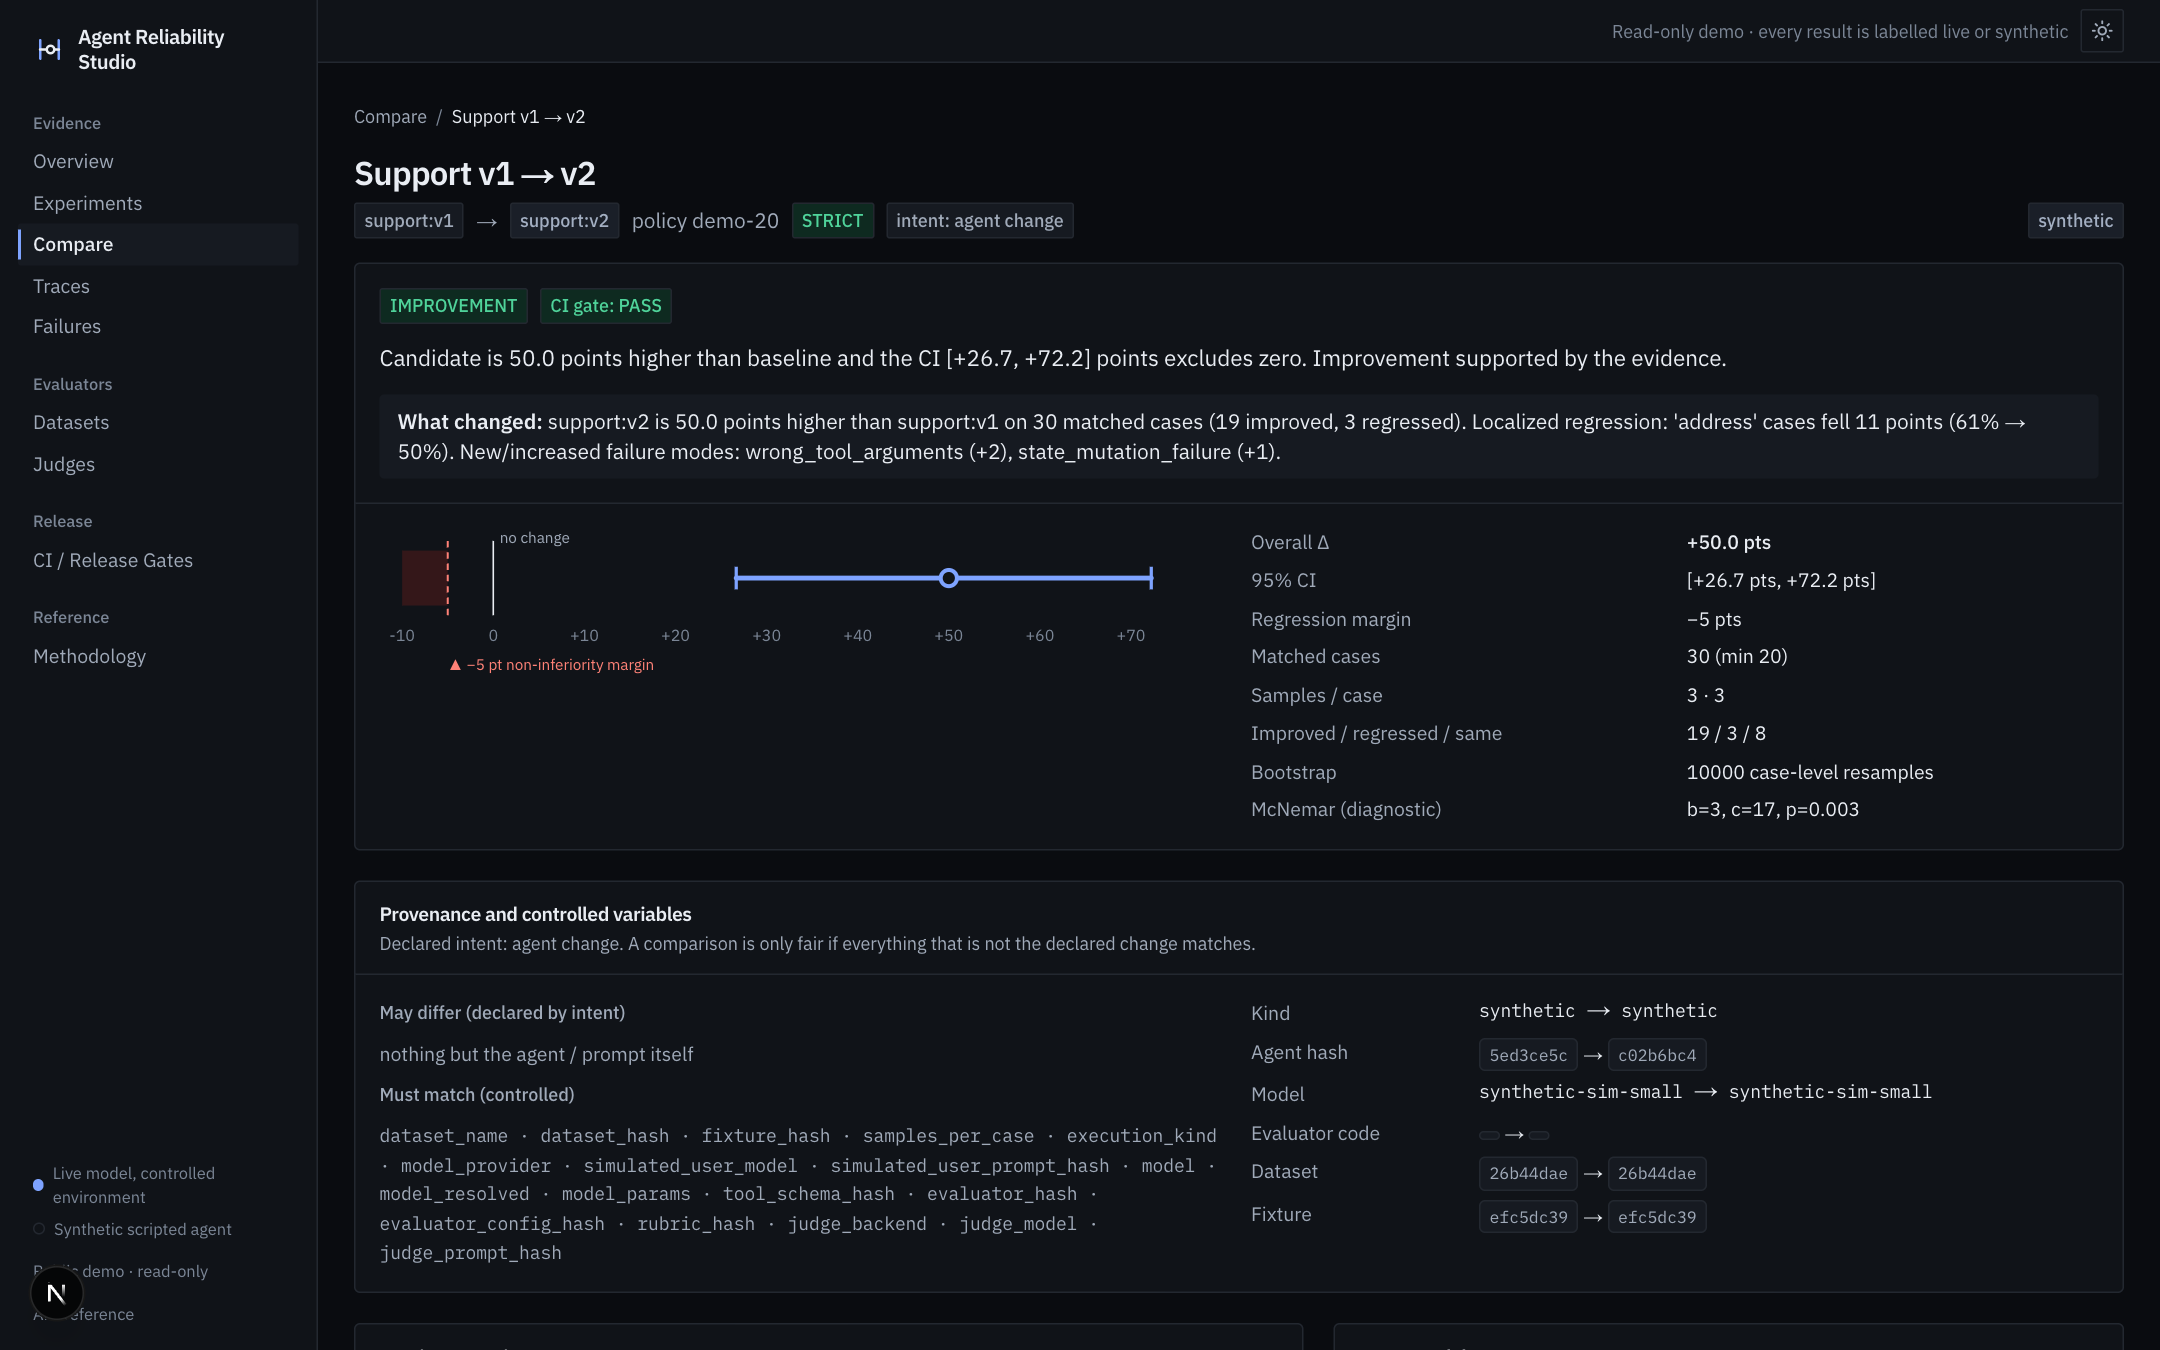 Agent Reliability
Studio
Read-only demo · every result is labelled live or synthetic
Evidence
Overview
Experiments
Compare
Traces
Failures
Evaluators
Datasets
Judges
Release
CI / Release Gates
Reference
Methodology
Live model, controlled
environment
Synthetic scripted agent
demo · read-only
N
Compare / Support v1 → v2
Support v1 → v2
support:v1 → support:v2 policy demo-20 STRICT intent: agent change synthetic
IMPROVEMENT CI gate: PASS
Candidate is 50.0 points higher than baseline and the CI [+26.7, +72.2] points excludes zero. Improvement supported by the evidence.
What changed: support:v2 is 50.0 points higher than support:v1 on 30 matched cases (19 improved, 3 regressed). Localized regression: 'address' cases fell 11 points (61% →
50%). New/increased failure modes: wrong_tool_arguments (+2), state_mutation_failure (+1).
no change
-10 0 +10 +20 +30 +40 +50 +60 +70
▲ −5 pt non-inferiority margin
Overall Δ +50.0 pts
95% CI [+26.7 pts, +72.2 pts]
Regression margin −5 pts
Matched cases 30 (min 20)
Samples / case 3 · 3
Improved / regressed / same 19 / 3 / 8
Bootstrap 10000 case-level resamples
McNemar (diagnostic) b=3, c=17, p=0.003
Provenance and controlled variables
Declared intent: agent change. A comparison is only fair if everything that is not the declared change matches.
May differ (declared by intent)
nothing but the agent / prompt itself
Must match (controlled)
dataset_name · dataset_hash · fixture_hash · samples_per_case · execution_kind
· model_provider · simulated_user_model · simulated_user_prompt_hash · model ·
model_resolved · model_params · tool_schema_hash · evaluator_hash ·
evaluator_config_hash · rubric_hash · judge_backend · judge_model ·
judge_prompt_hash
Kind synthetic → synthetic
Agent hash 5ed3ce5c → c02b6bc4
Model synthetic-sim-small → synthetic-sim-small
Evaluator code →
Dataset 26b44dae → 26b44dae
Fixture efc5dc39 → efc5dc39